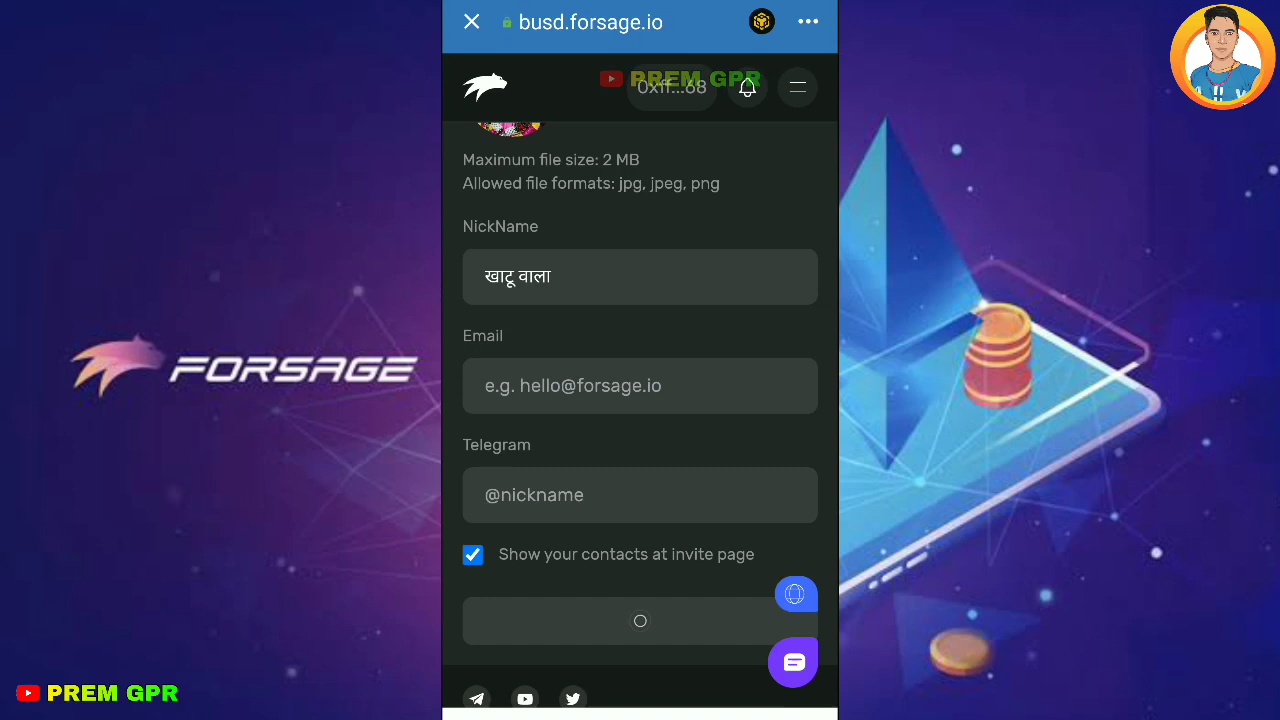 busd.forsage.io
PREM GPR
0xff...68
Maximum file size: 2 MB
Allowed file formats: jpg, jpeg, png
NickName
खाटू वाला
Email
e.g. hello@forsage.io
Telegram
@nickname
Show your contacts at invite page
FORSAGE
PREM GPR